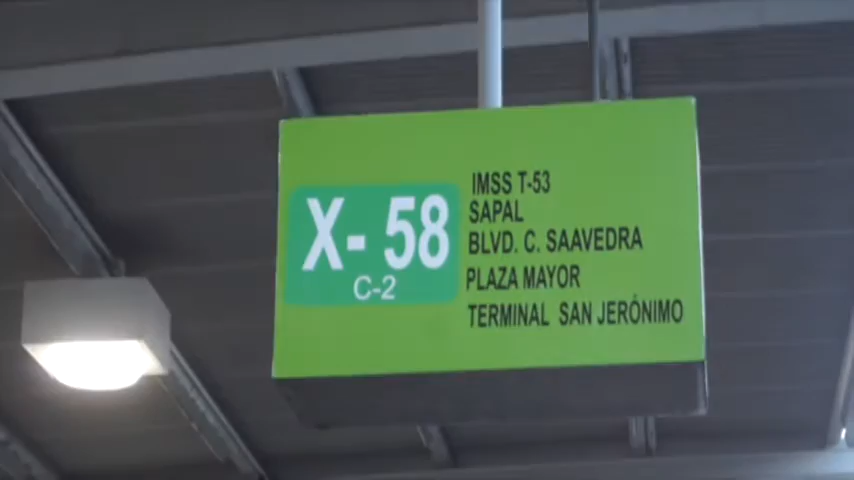 X- 58
C-2
IMSS T-53
SAPAL
BLVD. C. SAAVEDRA
PLAZA MAYOR
TERMINAL SAN JERÓNIMO